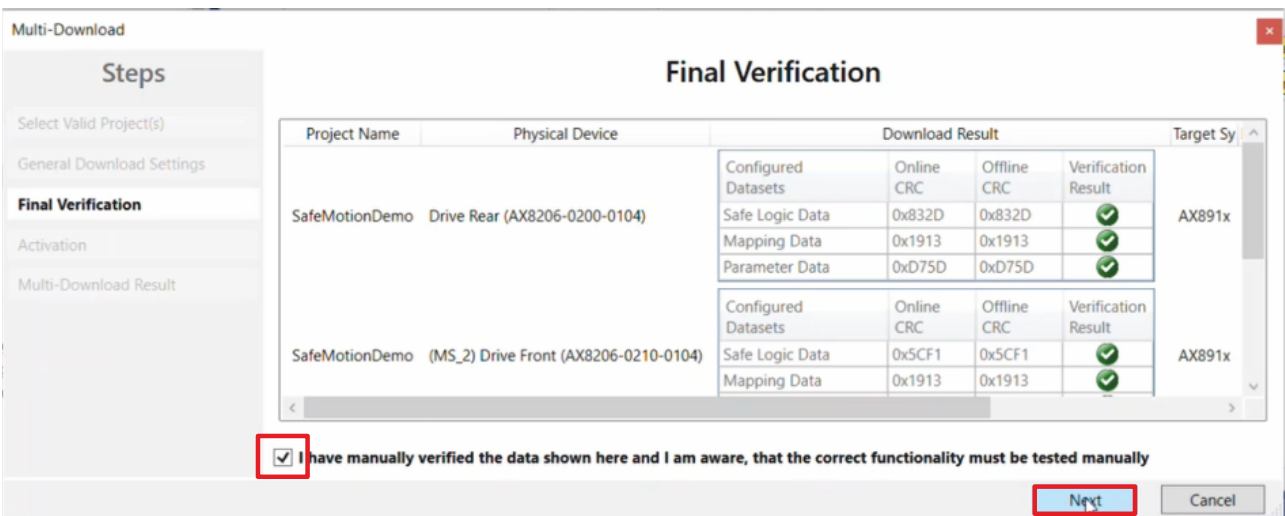 Multi-Download
Steps
Select Valid Project(s)
General Download Settings
Final Verification
Activation
Multi-Download Result
Final Verification
Project Name Physical Device Download Result Target Sy
SafeMotionDemo Drive Rear (AX8206-0200-0104) AX891x
Configured Datasets Online CRC Offline CRC Verification Result
Safe Logic Data 0x832D 0x832D
Mapping Data 0x1913 0x1913
Parameter Data 0xD75D 0xD75D
SafeMotionDemo (MS_2) Drive Front (AX8206-0210-0104) AX891x
Configured Datasets Online CRC Offline CRC Verification Result
Safe Logic Data 0x5CF1 0x5CF1
Mapping Data 0x1913 0x1913
I have manually verified the data shown here and I am aware, that the correct functionality must be tested manually
Next Cancel